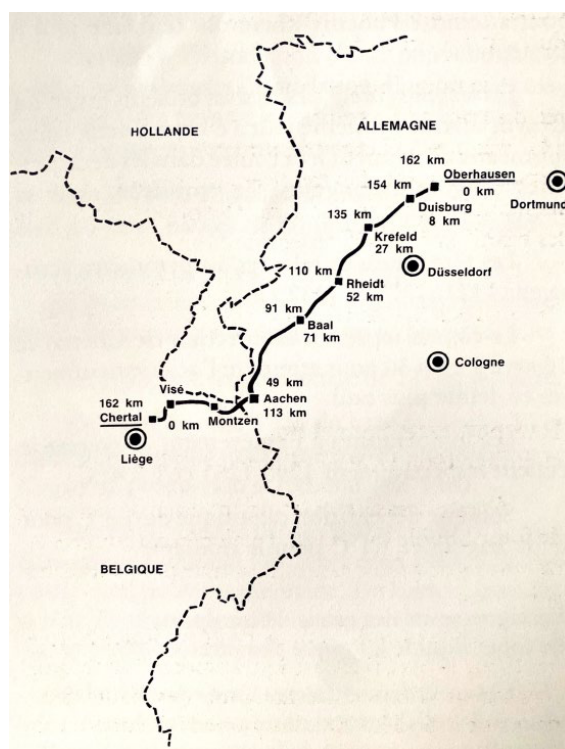 HOLLANDE
ALLEMAGNE
162 km
Oberhausen
0 km
Dortmund
154 km
Duisburg
8 km
135 km
Krefeld
27 km
Düsseldorf
110 km
Rheidt
52 km
91 km
Baal
71 km
Cologne
49 km
Aachen
113 km
Visé
162 km
Chertal
0 km
Montzen
Liège
BELGIQUE